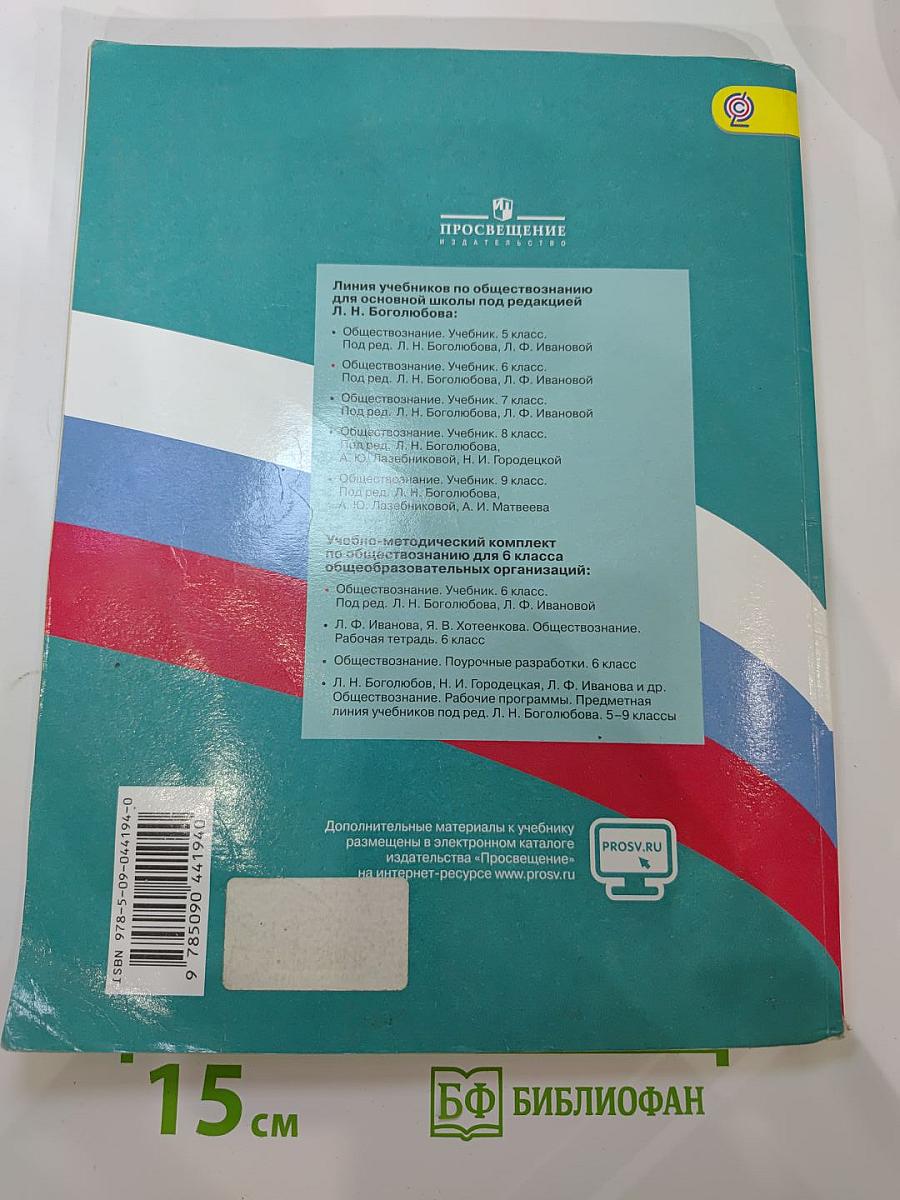 ПРОСВЕЩЕНИЕ
ИЗДАТЕЛЬСТВО
Линия учебников по обществознанию
для основной школы под редакцией
Л. Н. Боголюбова:
• Обществознание. Учебник. 5 класс.
Под ред. Л. Н. Боголюбова, Л. Ф. Ивановой
• Обществознание. Учебник. 6 класс.
Под ред. Л. Н. Боголюбова, Л. Ф. Ивановой
• Обществознание. Учебник. 7 класс.
Под ред. Л. Н. Боголюбова, Л. Ф. Ивановой
• Обществознание. Учебник. 8 класс.
Под ред. Л. Н. Боголюбова,
А. Ю. Лазебниковой, Н. И. Городецкой
• Обществознание. Учебник. 9 класс.
Под ред. Л. Н. Боголюбова,
А. Ю. Лазебниковой, А. И. Матвеева
Учебно-методический комплект
по обществознанию для 6 класса
общеобразовательных организаций:
• Обществознание. Учебник. 6 класс.
Под ред. Л. Н. Боголюбова, Л. Ф. Ивановой
• Л. Ф. Иванова, Я. В. Хотеенкова. Обществознание.
Рабочая тетрадь. 6 класс
• Обществознание. Поурочные разработки. 6 класс
• Л. Н. Боголюбов, Н. И. Городецкая, Л. Ф. Иванова и др.
Обществознание. Рабочие программы. Предметная
линия учебников под ред. Л. Н. Боголюбова. 5–9 классы
Дополнительные материалы к учебнику
размещены в электронном каталоге
издательства «Просвещение»
на интернет-ресурсе www.prosv.ru
PROSV.RU
ISBN 978-5-09-044194-0
9 785090 441940
15 см
БФ БИБЛИОФАН